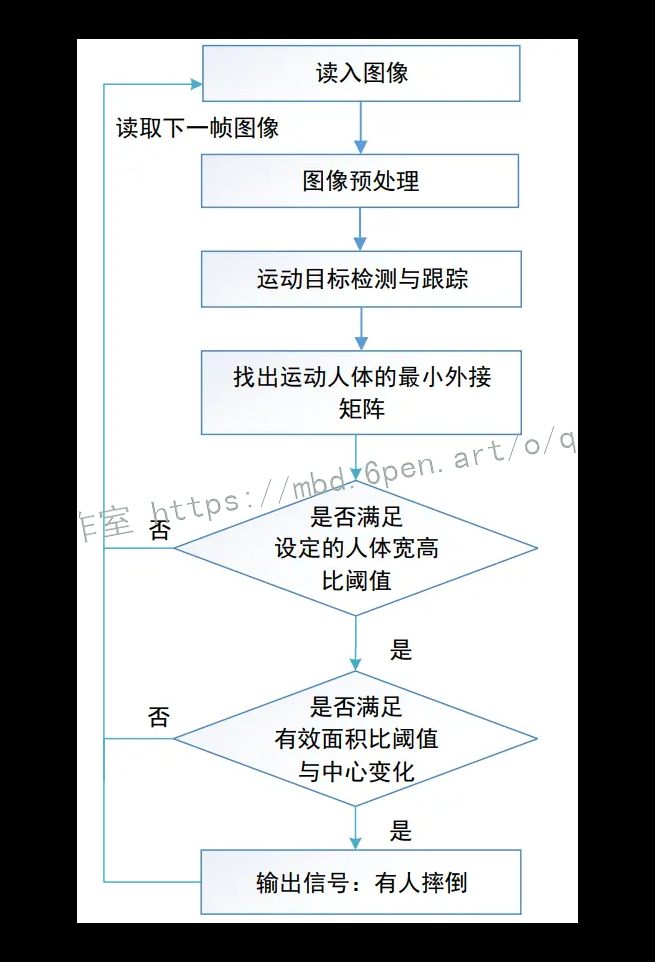 读入图像
读取下一帧图像
图像预处理
运动目标检测与跟踪
找出运动人体的最小外接
矩阵
作室 https://mbd.6pen.art/o/q
是否满足
设定的人体宽高
比阈值
否
是
是否满足
有效面积比阈值
与中心变化
否
是
输出信号：有人摔倒